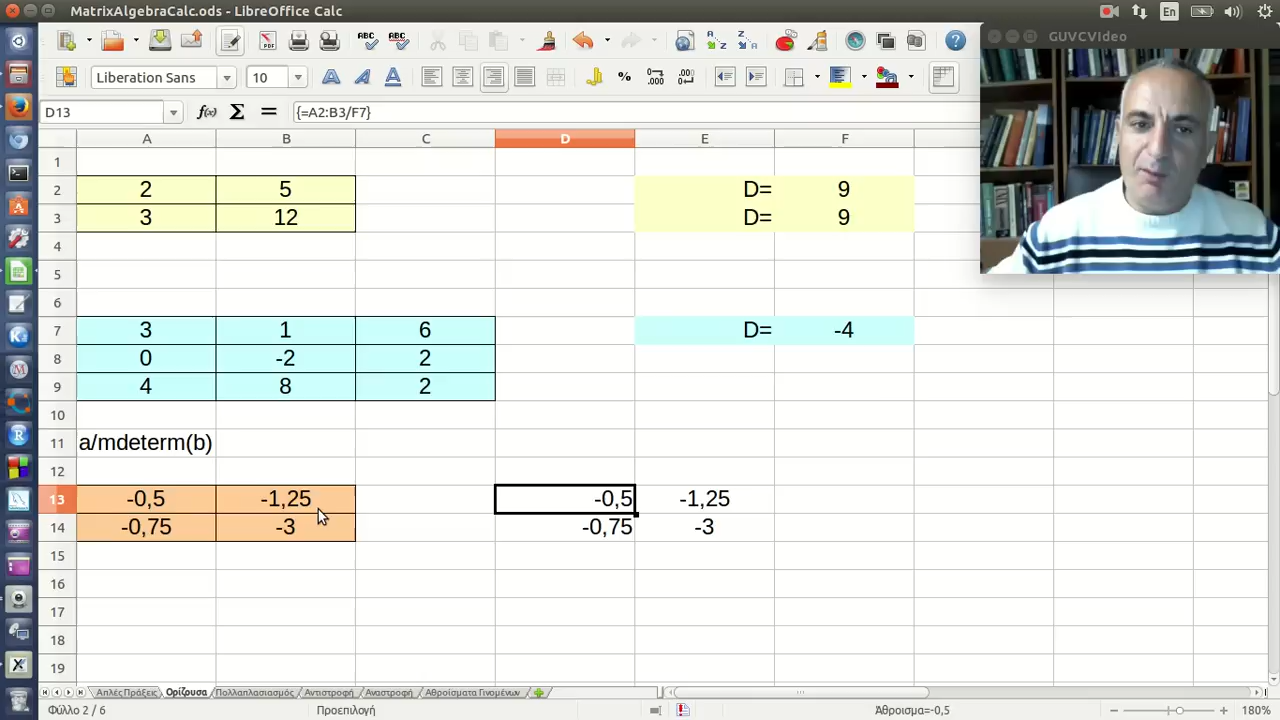 MatrixAlgebraCalc.ods - LibreOffice Calc
En
GUVCVIdeo
Liberation Sans
10
D13
{=A2:B3/F7}
A B C D E F
1
2 2 5 D= 9
3 3 12 D= 9
4
5
6
7 3 1 6 D= -4
8 0 -2 2
9 4 8 2
10
11 a/mdeterm(b)
12
13 -0,5 -1,25 -0,5 -1,25
14 -0,75 -3 -0,75 -3
15
16
17
18
19
Απλές Πράξεις Ορίζουσα Πολλαπλασιασμός Αντιστροφή Αναστροφή Αθροίσματα Γινομένων
Φύλλο 2 / 6 Προεπιλογή Άθροισμα=-0,5 180%